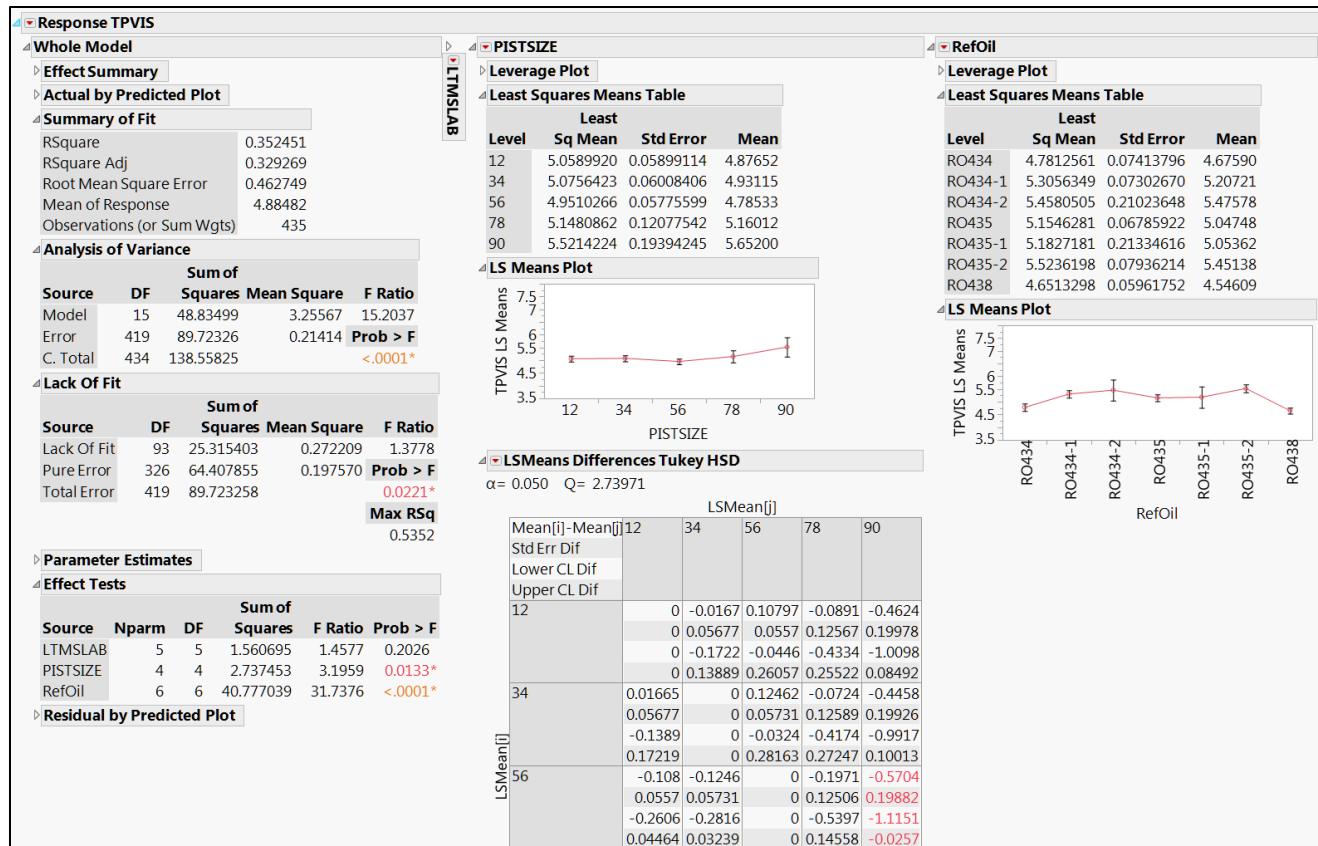 Response TPVIS
Whole Model
Effect Summary
Actual by Predicted Plot
Summary of Fit
RSquare 0.352451
RSquare Adj 0.329269
Root Mean Square Error 0.462749
Mean of Response 4.88482
Observations (or Sum Wgts) 435
Analysis of Variance
Sum of
Source DF Squares Mean Square F Ratio
Model 15 48.83499 3.25567 15.2037
Error 419 89.72326 0.21414 Prob > F
C. Total 434 138.55825 <.0001*
Lack Of Fit
Sum of
Source DF Squares Mean Square F Ratio
Lack Of Fit 93 25.315403 0.272209 1.3778
Pure Error 326 64.407855 0.197570 Prob > F
Total Error 419 89.723258 0.0221*
Max RSq
0.5352
Parameter Estimates
Effect Tests
Sum of
Source Nparm DF Squares F Ratio Prob > F
LTMSLAB 5 5 1.560695 1.4577 0.2026
PISTSIZE 4 4 2.737453 3.1959 0.0133*
RefOil 6 6 40.777039 31.7376 <.0001*
Residual by Predicted Plot
LTMSLAB
PISTSIZE
Leverage Plot
Least Squares Means Table
Least
Level Sq Mean Std Error Mean
12 5.0589920 0.05899114 4.87652
34 5.0756423 0.06008406 4.93115
56 4.9510266 0.05775599 4.78533
78 5.1480862 0.12077542 5.16012
90 5.5214224 0.19394245 5.65200
LS Means Plot
TPVIS LS Means
7.5
7
6
5.5
4.5
3.5
12 34 56 78 90
PISTSIZE
LSMeans Differences Tukey HSD
α= 0.050 Q= 2.73971
LSMean[j]
Mean[i]-Mean[j] 12 34 56 78 90
Std Err Dif
Lower CL Dif
Upper CL Dif
LSMean[i]
12 0 -0.0167 0.10797 -0.0891 -0.4624
0 0.05677 0.0557 0.12567 0.19978
0 -0.1722 -0.0446 -0.4334 -1.0098
0 0.13889 0.26057 0.25522 0.08492
34 0.01665 0 0.12462 -0.0724 -0.4458
0.05677 0 0.05731 0.12589 0.19926
-0.1389 0 -0.0324 -0.4174 -0.9917
0.17219 0 0.28163 0.27247 0.10013
56 -0.108 -0.1246 0 -0.1971 -0.5704
0.0557 0.05731 0 0.12506 0.19882
-0.2606 -0.2816 0 -0.5397 -1.1151
0.04464 0.03239 0 0.14558 -0.0257
RefOil
Leverage Plot
Least Squares Means Table
Least
Level Sq Mean Std Error Mean
RO434 4.7812561 0.07413796 4.67590
RO434-1 5.3056349 0.07302670 5.20721
RO434-2 5.4580505 0.21023648 5.47578
RO435 5.1546281 0.06785922 5.04748
RO435-1 5.1827181 0.21334616 5.05362
RO435-2 5.5236198 0.07936214 5.45138
RO438 4.6513298 0.05961752 4.54609
LS Means Plot
TPVIS LS Means
7.5
7
6
5.5
4.5
3.5
RO434 RO434-1 RO434-2 RO435 RO435-1 RO435-2 RO438
RefOil